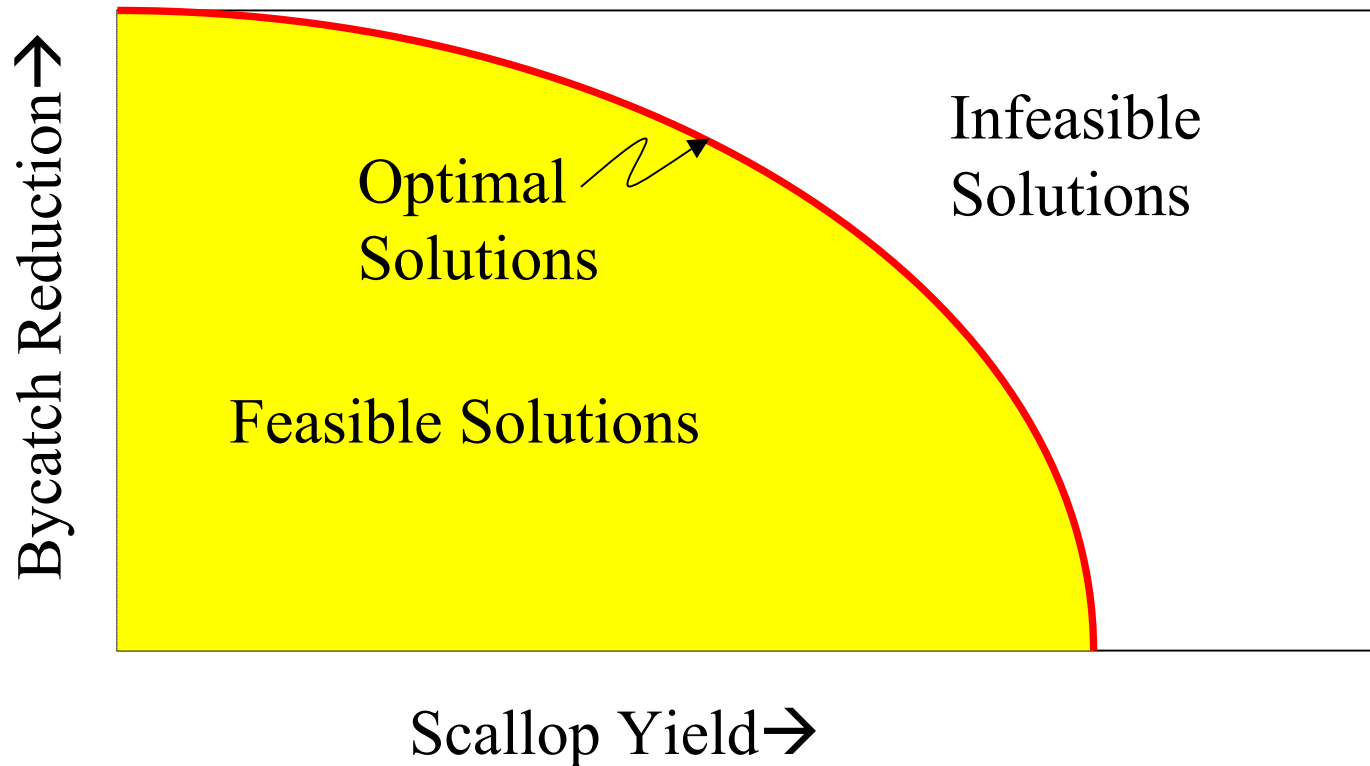 Bycatch Reduction→
Optimal
Solutions
Infeasible
Solutions
Feasible Solutions
Scallop Yield→